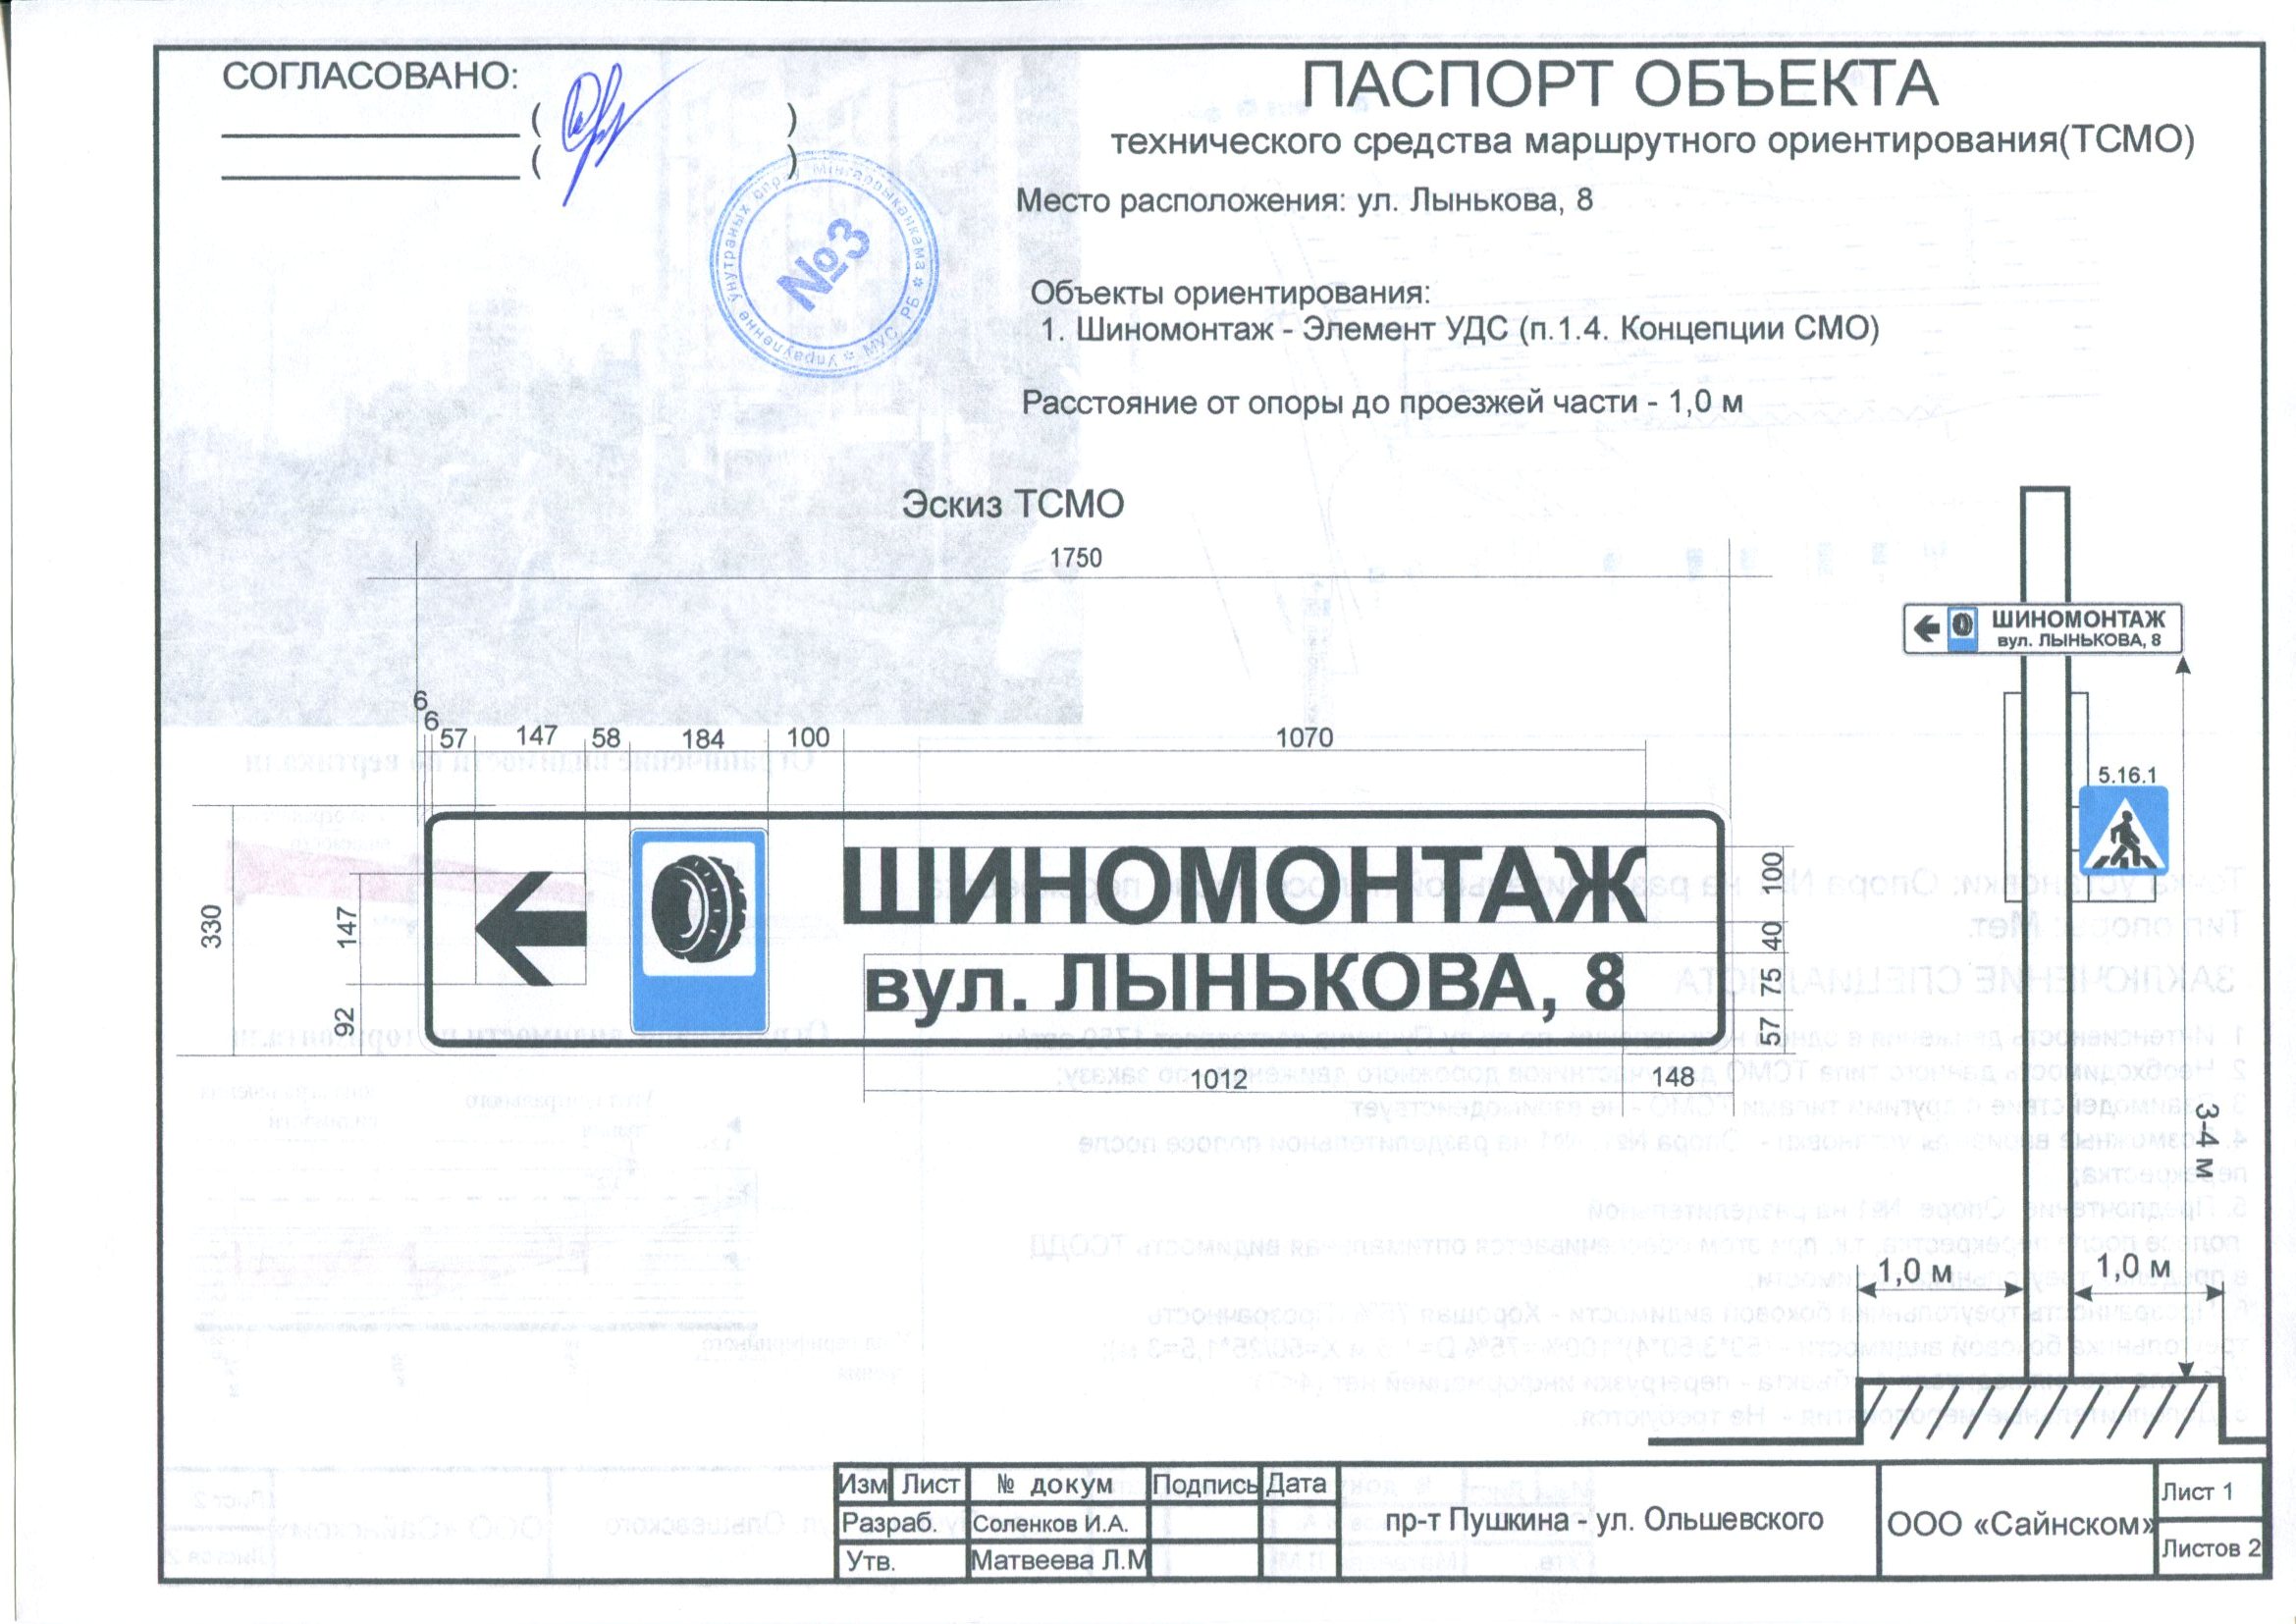 СОГЛАСОВАНО:
( )
( )
Упраўленне ўнутраных спраў Мінгарвыканкама * МУС РБ *
№3
ПАСПОРТ ОБЪЕКТА
технического средства маршрутного ориентирования(ТСМО)
Место расположения: ул. Лынькова, 8
Объекты ориентирования:
1. Шиномонтаж - Элемент УДС (п.1.4. Концепции СМО)
Расстояние от опоры до проезжей части - 1,0 м
Эскиз ТСМО
1750
6
6
57 147 58 184 100 1070
330
147
92
ШИНОМОНТАЖ
вул. ЛЫНЬКОВА, 8
100
40
75
57
1012 148
ШИНОМОНТАЖ
вул. ЛЫНЬКОВА, 8
5.16.1
3-4 м
1,0 м 1,0 м
Изм Лист № докум Подпись Дата
Разраб. Соленков И.А.
Утв. Матвеева Л.М
пр-т Пушкина - ул. Ольшевского
ООО «Сайнском»
Лист 1
Листов 2